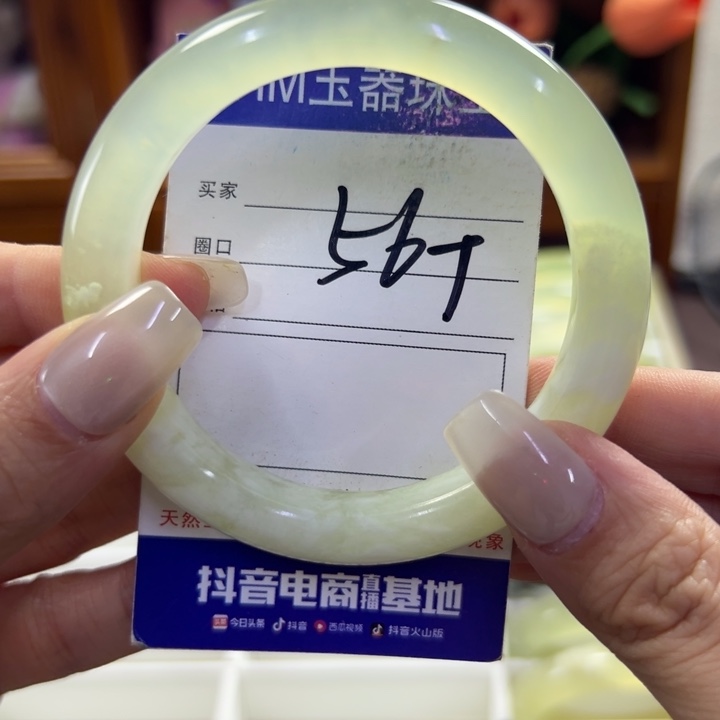 玉器珠
买家
圈口
56+
天然
象
抖音电商直播基地
今日头条 抖音 西瓜视频 抖音火山版